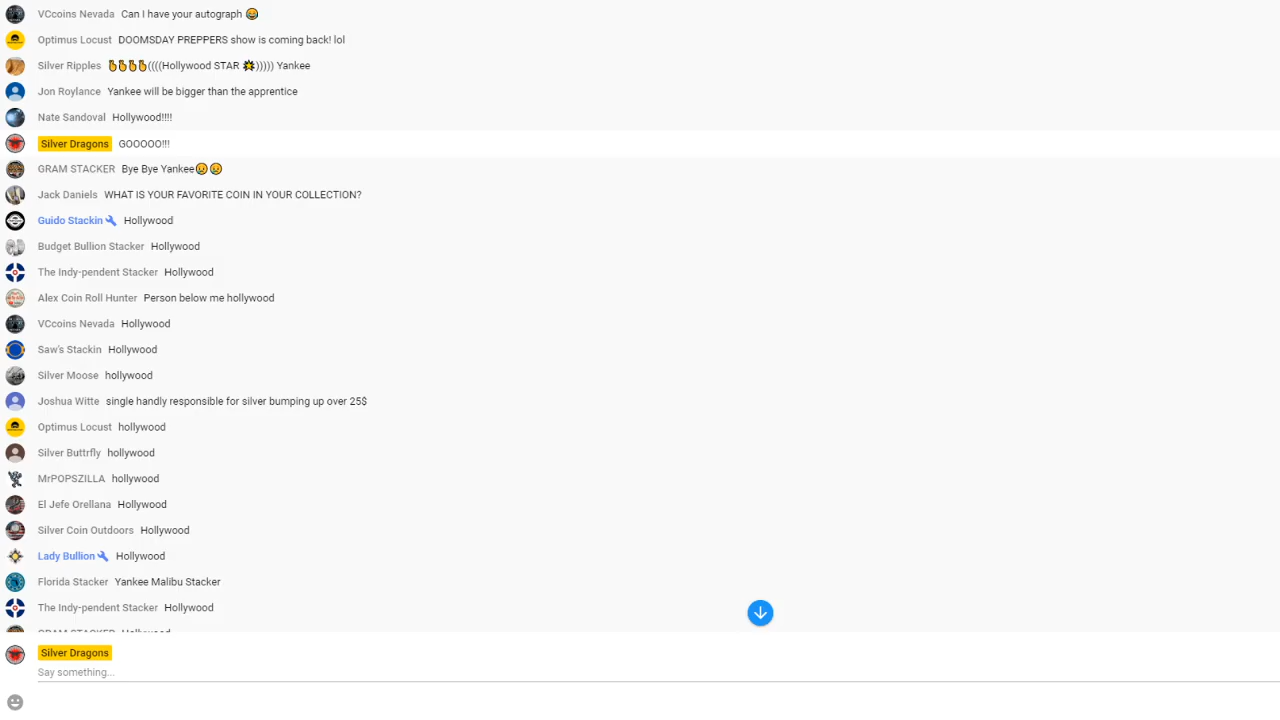 VCcoins Nevada Can I have your autograph 😂
Optimus Locust DOOMSDAY PREPPERS show is coming back! lol
Silver Ripples ((((Hollywood STAR 💥))))) Yankee
Jon Roylance Yankee will be bigger than the apprentice
Nate Sandoval Hollywood!!!!
Silver Dragons GOOOOO!!!
GRAM STACKER Bye Bye Yankee😖😖
Jack Daniels WHAT IS YOUR FAVORITE COIN IN YOUR COLLECTION?
Guido Stackin Hollywood
Budget Bullion Stacker Hollywood
The Indy-pendent Stacker Hollywood
Alex Coin Roll Hunter Person below me hollywood
VCcoins Nevada Hollywood
Saw's Stackin Hollywood
Silver Moose hollywood
Joshua Witte single handly responsible for silver bumping up over 25$
Optimus Locust hollywood
Silver Buttrfly hollywood
MrPOPSZILLA hollywood
El Jefe Orellana Hollywood
Silver Coin Outdoors Hollywood
Lady Bullion Hollywood
Florida Stacker Yankee Malibu Stacker
The Indy-pendent Stacker Hollywood
GRAM STACKER Hollywood
Silver Dragons
Say something...